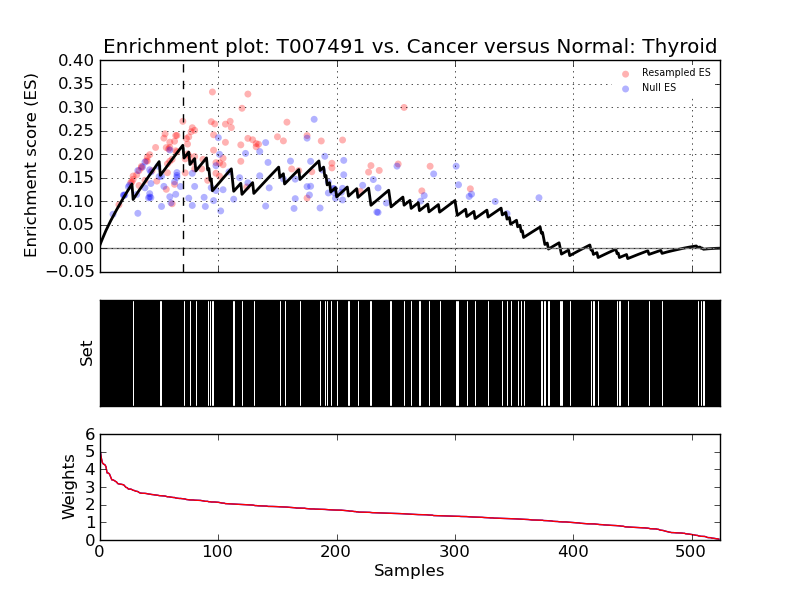 Enrichment plot: T007491 vs. Cancer versus Normal: Thyroid
Enrichment score (ES)
0.40
0.35
0.30
0.25
0.20
0.15
0.10
0.05
0.00
−0.05
Resampled ES
Null ES
Set
Weights
6
5
4
3
2
1
0
0 100 200 300 400 500
Samples